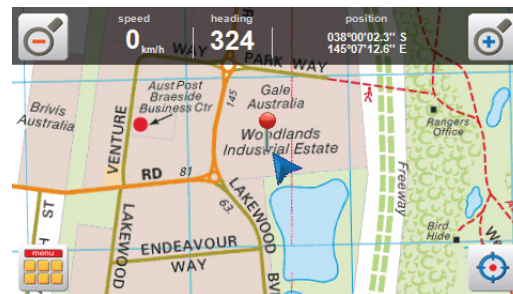 speed
0 km/h
heading
324
position
038°00'02.3'' S
145°07'12.6'' E
WAY
PARK WAY
Aust Post
Braeside
Business Ctr
145
Gale
Australia
Brivis
Australia
VENTURE
Woodlands
Industrial Estate
Rangers
Office
RD
81
63
LAKEWOOD
Freeway
ST
LAKEWOOD
ENDEAVOUR
WAY
Bird
Hide
menu